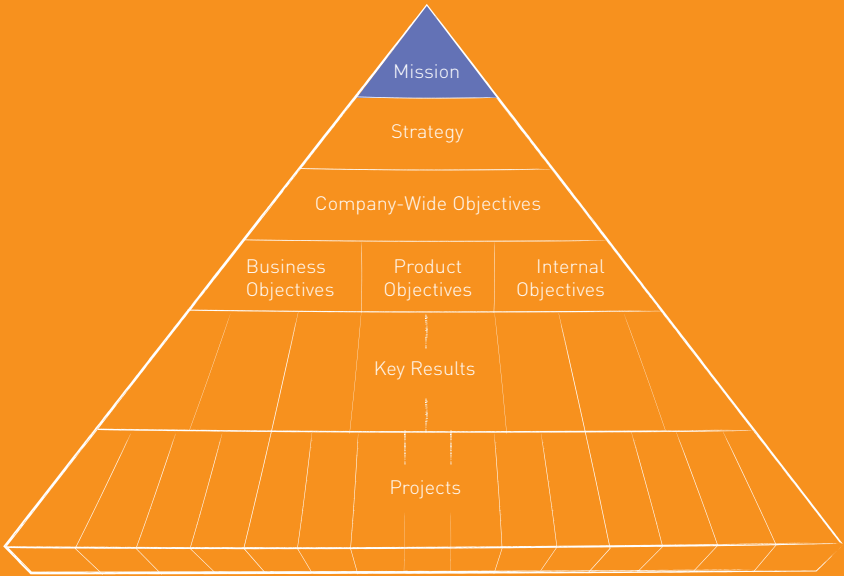 Mission
Strategy
Company-Wide Objectives
Business
Objectives
Product
Objectives
Internal
Objectives
Key Results
Projects